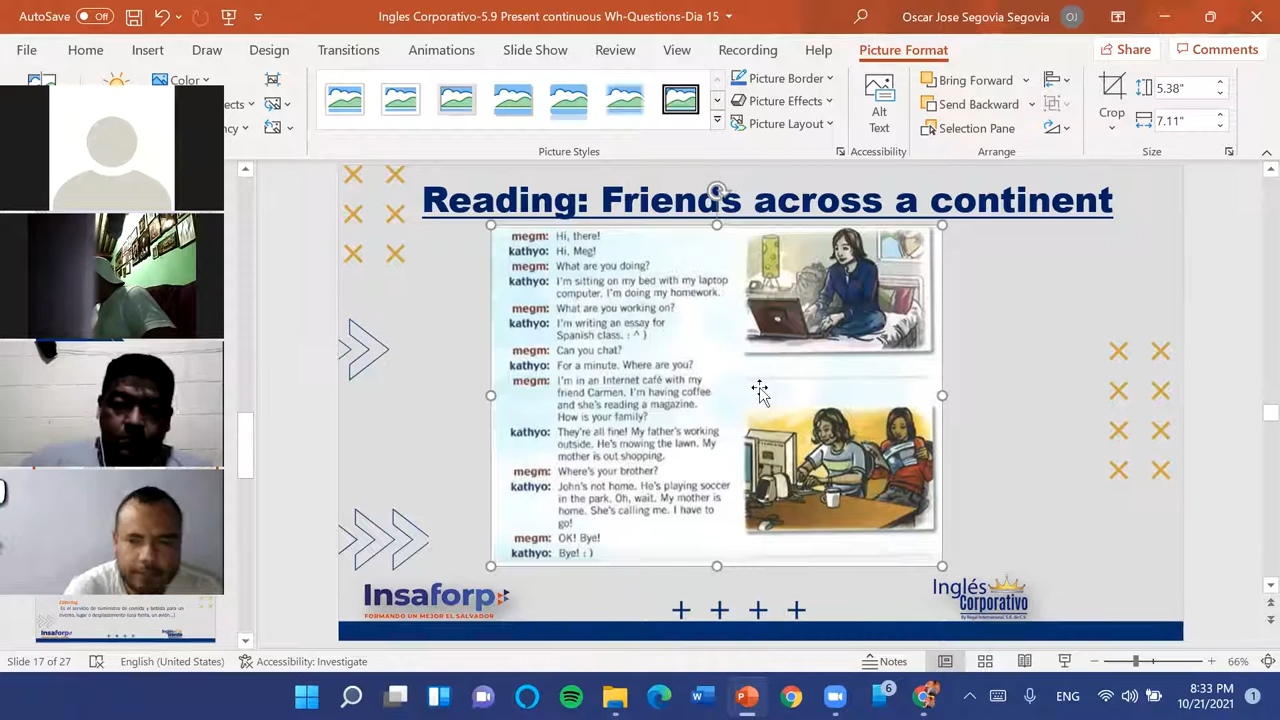 AutoSave Off
Ingles Corporativo-5.9 Present continuous Wh-Questions-Dia 15
Oscar Jose Segovia Segovia OJ
File Home Insert Draw Design Transitions Animations Slide Show Review View Recording Help Picture Format
Share Comments
Color
Picture Border
Picture Effects
Picture Layout
Alt Text
Bring Forward
Send Backward
Selection Pane
Crop
5.38"
7.11"
Picture Styles
Accessibility
Arrange
Size
Reading: Friends across a continent
megm: Hi, there!
kathyo: Hi, Meg!
megm: What are you doing?
kathyo: I'm sitting on my bed with my laptop
computer. I'm doing my homework.
megm: What are you working on?
kathyo: I'm writing an essay for
Spanish class. : ^ )
megm: Can you chat?
kathyo: For a minute. Where are you?
megm: I'm in an Internet café with my
friend Carmen. I'm having coffee
and she's reading a magazine.
How is your family?
kathyo: They're all fine! My father's working
outside. He's mowing the lawn. My
mother is out shopping.
megm: Where's your brother?
kathyo: John's not home. He's playing soccer
in the park. Oh, wait. My mother is
home. She's calling me. I have to
go!
megm: OK! Bye!
kathyo: Bye! : )
Insaforp
FORMANDO UN MEJOR EL SALVADOR
Inglés
Corporativo
Slide 17 of 27
English (United States)
Accessibility: Investigate
Notes
66%
6
ENG
8:33 PM
10/21/2021
1